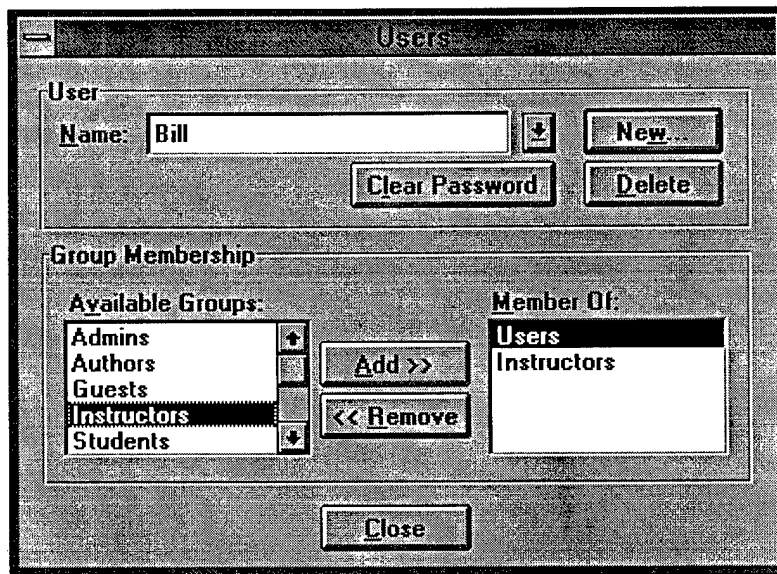 Users
User
Name: Bill New...
Clear Password Delete
Group Membership
Available Groups: Member Of:
Admins Users
Authors Add >> Instructors
Guests
Instructors << Remove
Students
Close